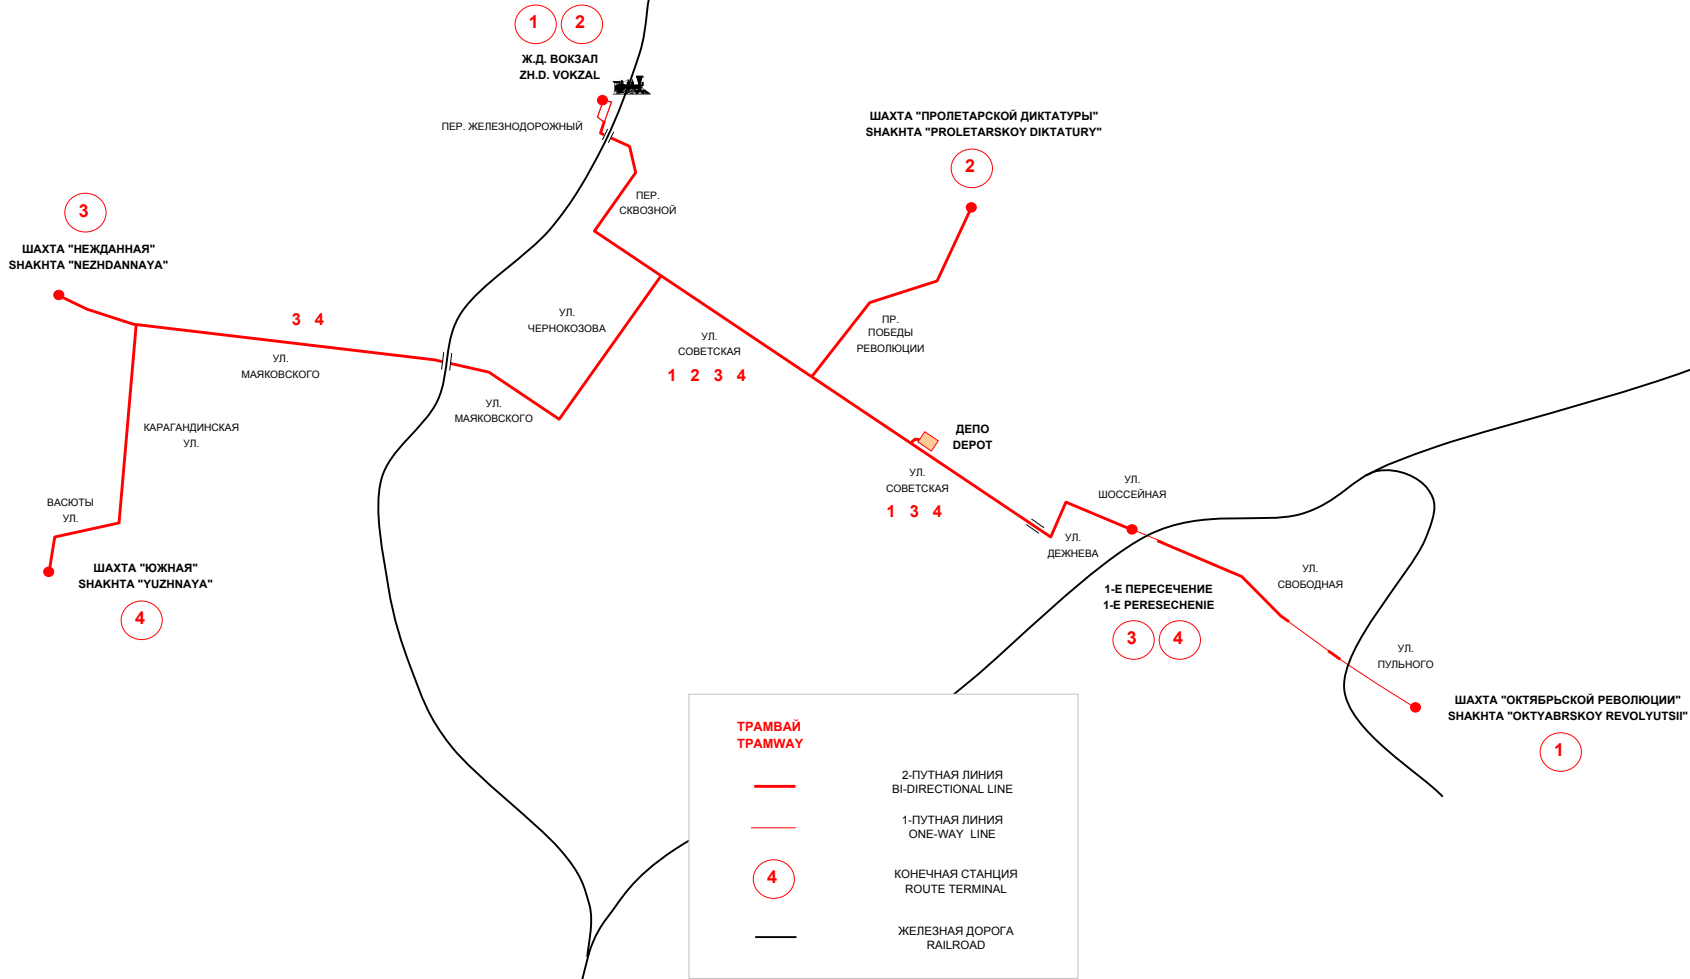 1 2
Ж.Д. ВОКЗАЛ
ZH.D. VOKZAL
ПЕР. ЖЕЛЕЗНОДОРОЖНЫЙ
ШАХТА "ПРОЛЕТАРСКОЙ ДИКТАТУРЫ"
SHAKHTA "PROLETARSKOY DIKTATURY"
2
ПЕР.
СКВОЗНОЙ
3
ШАХТА "НЕЖДАННАЯ"
SHAKHTA "NEZHDANNAYA"
3 4
УЛ.
МАЯКОВСКОГО
УЛ.
ЧЕРНОКОЗОВА
УЛ.
СОВЕТСКАЯ
1 2 3 4
ПР.
ПОБЕДЫ
РЕВОЛЮЦИИ
УЛ.
МАЯКОВСКОГО
КАРАГАНДИНСКАЯ
УЛ.
ДЕПО
DEPOT
УЛ.
СОВЕТСКАЯ
1 3 4
УЛ.
ШОССЕЙНАЯ
ВАСЮТЫ
УЛ.
УЛ.
ДЕЖНЕВА
ШАХТА "ЮЖНАЯ"
SHAKHTA "YUZHNAYA"
4
УЛ.
СВОБОДНАЯ
1-Е ПЕРЕСЕЧЕНИЕ
1-E PERESECHENIE
3 4
УЛ.
ПУЛЬНОГО
ШАХТА "ОКТЯБРЬСКОЙ РЕВОЛЮЦИИ"
SHAKHTA "OKTYABRSKOY REVOLYUTSII"
1
ТРАМВАЙ
TRAMWAY
2-ПУТНАЯ ЛИНИЯ
BI-DIRECTIONAL LINE
1-ПУТНАЯ ЛИНИЯ
ONE-WAY LINE
4
КОНЕЧНАЯ СТАНЦИЯ
ROUTE TERMINAL
ЖЕЛЕЗНАЯ ДОРОГА
RAILROAD